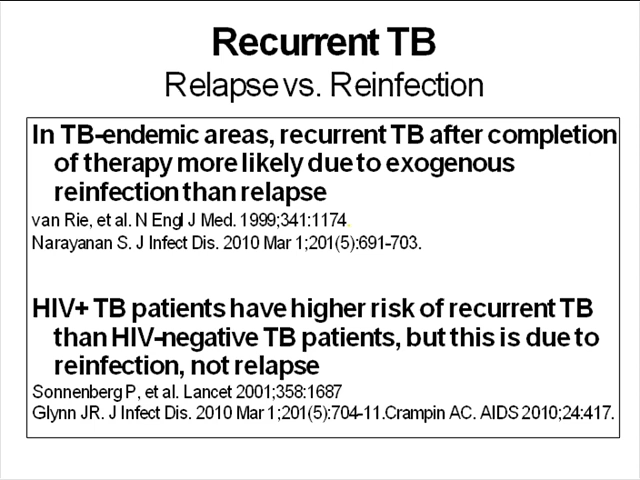 Recurrent TB
Relapse vs. Reinfection
In TB-endemic areas, recurrent TB after completion
of therapy more likely due to exogenous
reinfection than relapse
van Rie, et al. N Engl J Med. 1999;341:1174.
Narayanan S. J Infect Dis. 2010 Mar 1;201(5):691-703.
HIV+ TB patients have higher risk of recurrent TB
than HIV-negative TB patients, but this is due to
reinfection, not relapse
Sonnenberg P, et al. Lancet 2001;358:1687
Glynn JR. J Infect Dis. 2010 Mar 1;201(5):704-11.Crampin AC. AIDS 2010;24:417.